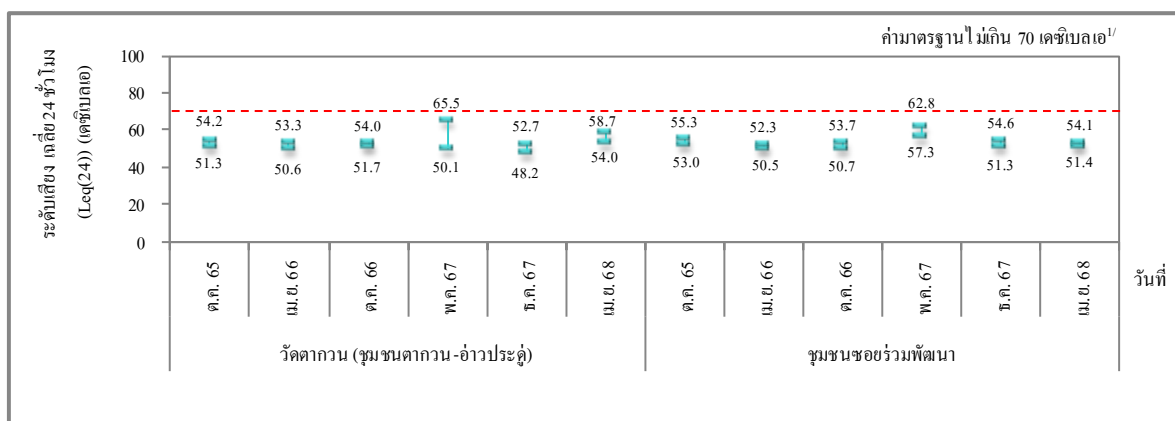 ค่ามาตรฐานไม่เกิน 70 เดซิเบลเอ1/
ระดับเสียง เฉลี่ย 24 ชั่วโมง
(Leq(24)) (เดซิเบลเอ)
100
80
60
40
20
0
54.2 53.3 54.0 65.5 52.7 58.7 55.3 52.3 53.7 62.8 54.6 54.1
51.3 50.6 51.7 50.1 48.2 54.0 53.0 50.5 50.7 57.3 51.3 51.4
ต.ค. 65 เม.ย. 66 ต.ค. 66 พ.ค. 67 ธ.ค. 67 เม.ย. 68 ต.ค. 65 เม.ย. 66 ต.ค. 66 พ.ค. 67 ธ.ค. 67 เม.ย. 68
วันที่
วัดตากวน (ชุมชนตากวน-อ่าวประดู่) ชุมชนซอยร่วมพัฒนา